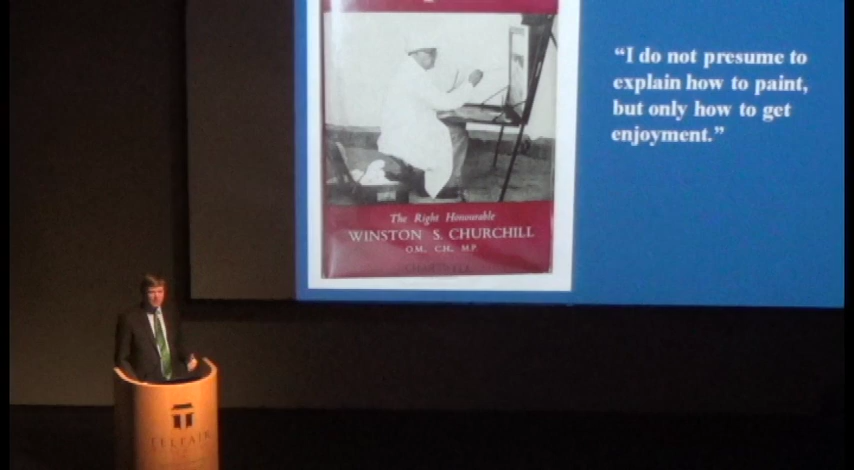 “I do not presume to
explain how to paint,
but only how to get
enjoyment.”
The Right Honourable
WINSTON S. CHURCHILL
O.M., C.H., M.P.
TELFAIR